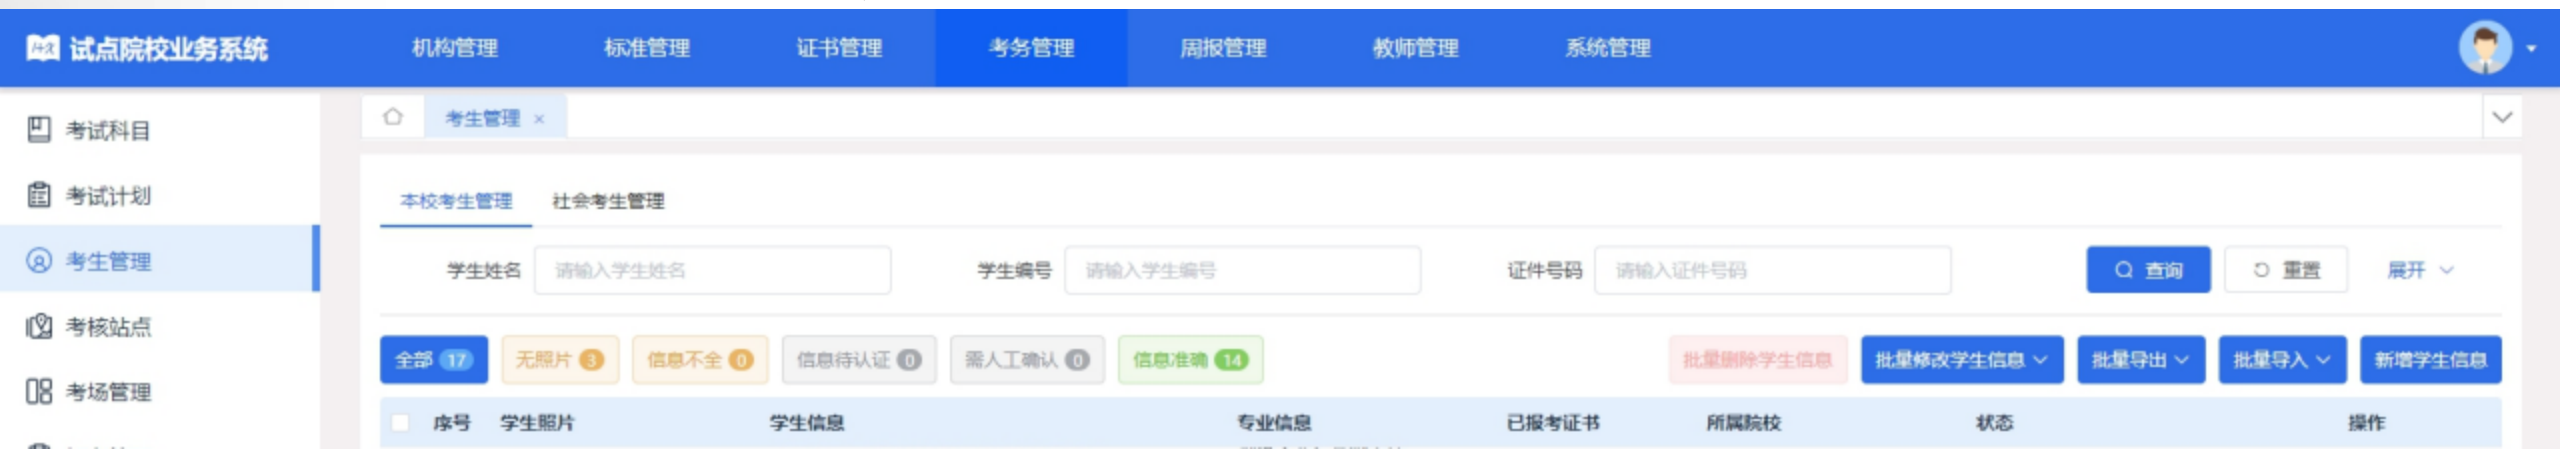 试点院校业务系统 机构管理 标准管理 证书管理 考务管理 周报管理 教师管理 系统管理
考试科目
考试计划
考生管理
考核站点
考场管理
考生管理 ×
本校考生管理 社会考生管理
学生姓名 请输入学生姓名 学生编号 请输入学生编号 证件号码 请输入证件号码 查询 重置 展开
全部 17 无照片 3 信息不全 0 信息待认证 0 需人工确认 0 信息准确 14 批量删除学生信息 批量修改学生信息 批量导出 批量导入 新增学生信息
序号 学生照片 学生信息 专业信息 已报考证书 所属院校 状态 操作